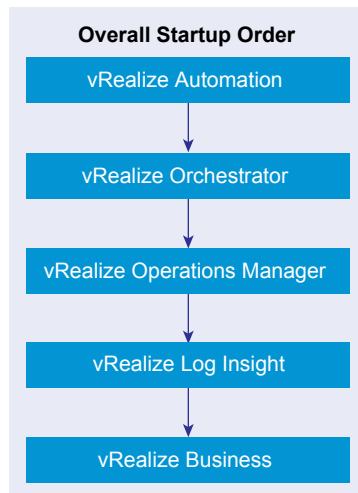 Overall Startup Order
vRealize Automation
vRealize Orchestrator
vRealize Operations Manager
vRealize Log Insight
vRealize Business